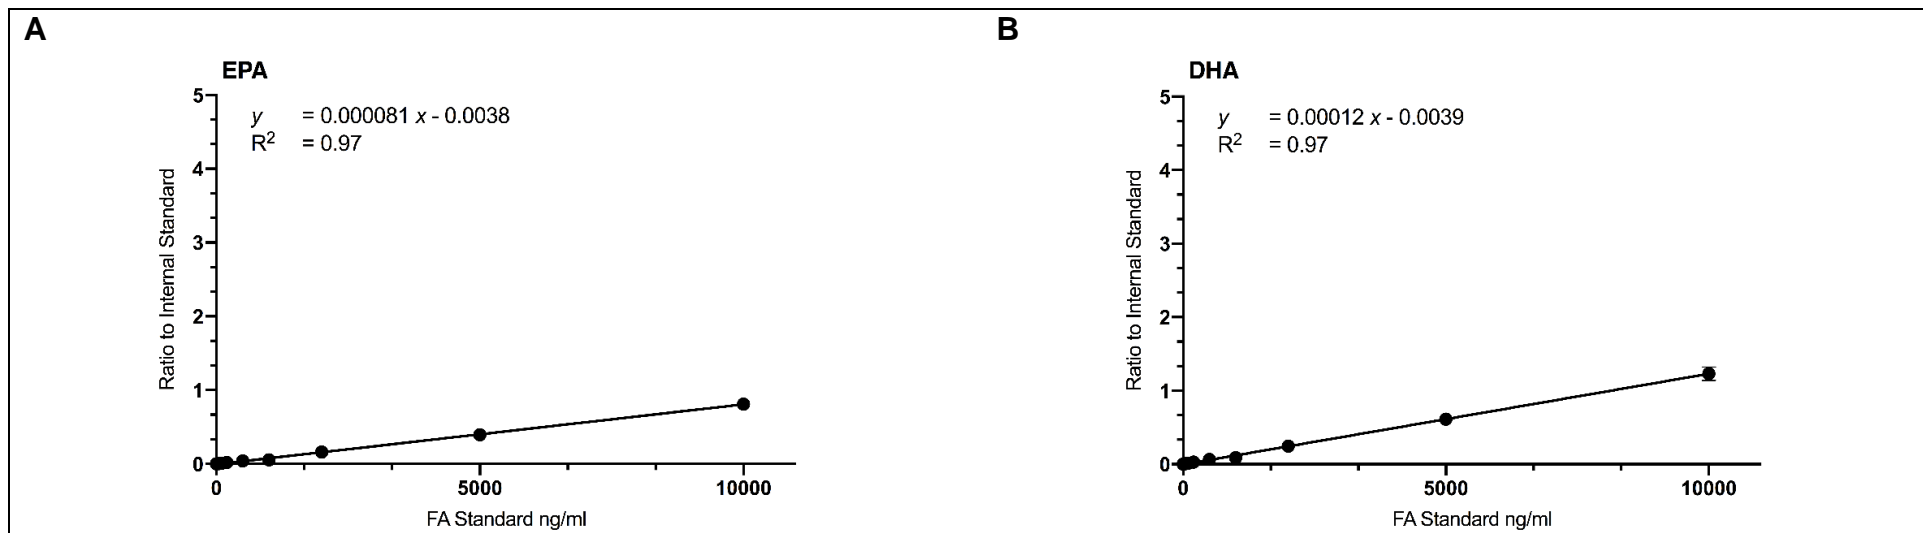 A
EPA
y = 0.000081 x - 0.0038
R2 = 0.97
Ratio to Internal Standard
5
4
3
2
1
0
0 5000 10000
FA Standard ng/ml
B
DHA
y = 0.00012 x - 0.0039
R2 = 0.97
Ratio to Internal Standard
5
4
3
2
1
0
0 5000 10000
FA Standard ng/ml